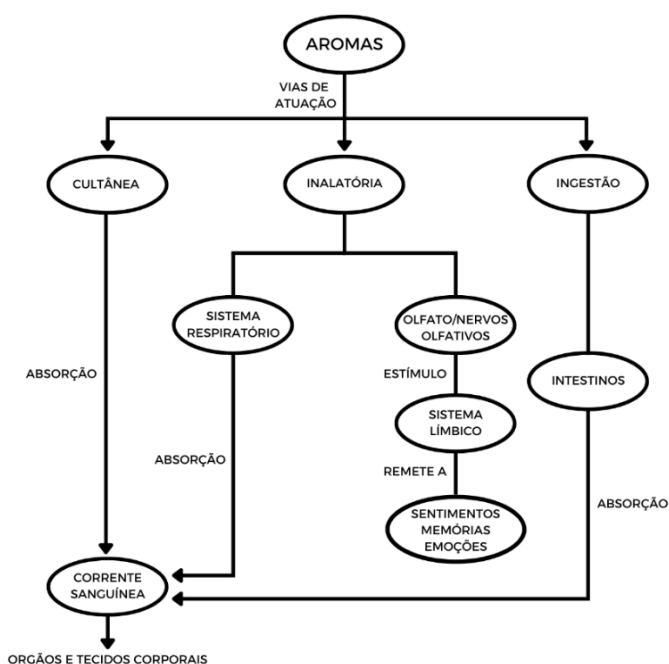 AROMAS
VIAS DE
ATUAÇÃO
CULTÂNEA
INALATÓRIA
INGESTÃO
SISTEMA
RESPIRATÓRIO
OLFATO/NERVOS
OLFATIVOS
ABSORÇÃO
ESTÍMULO
INTESTINOS
SISTEMA
LÍMBICO
ABSORÇÃO
REMETE A
ABSORÇÃO
SENTIMENTOS
MEMÓRIAS
EMOÇÕES
CORRENTE
SANGUÍNEA
ORGÃOS E TECIDOS CORPORAIS